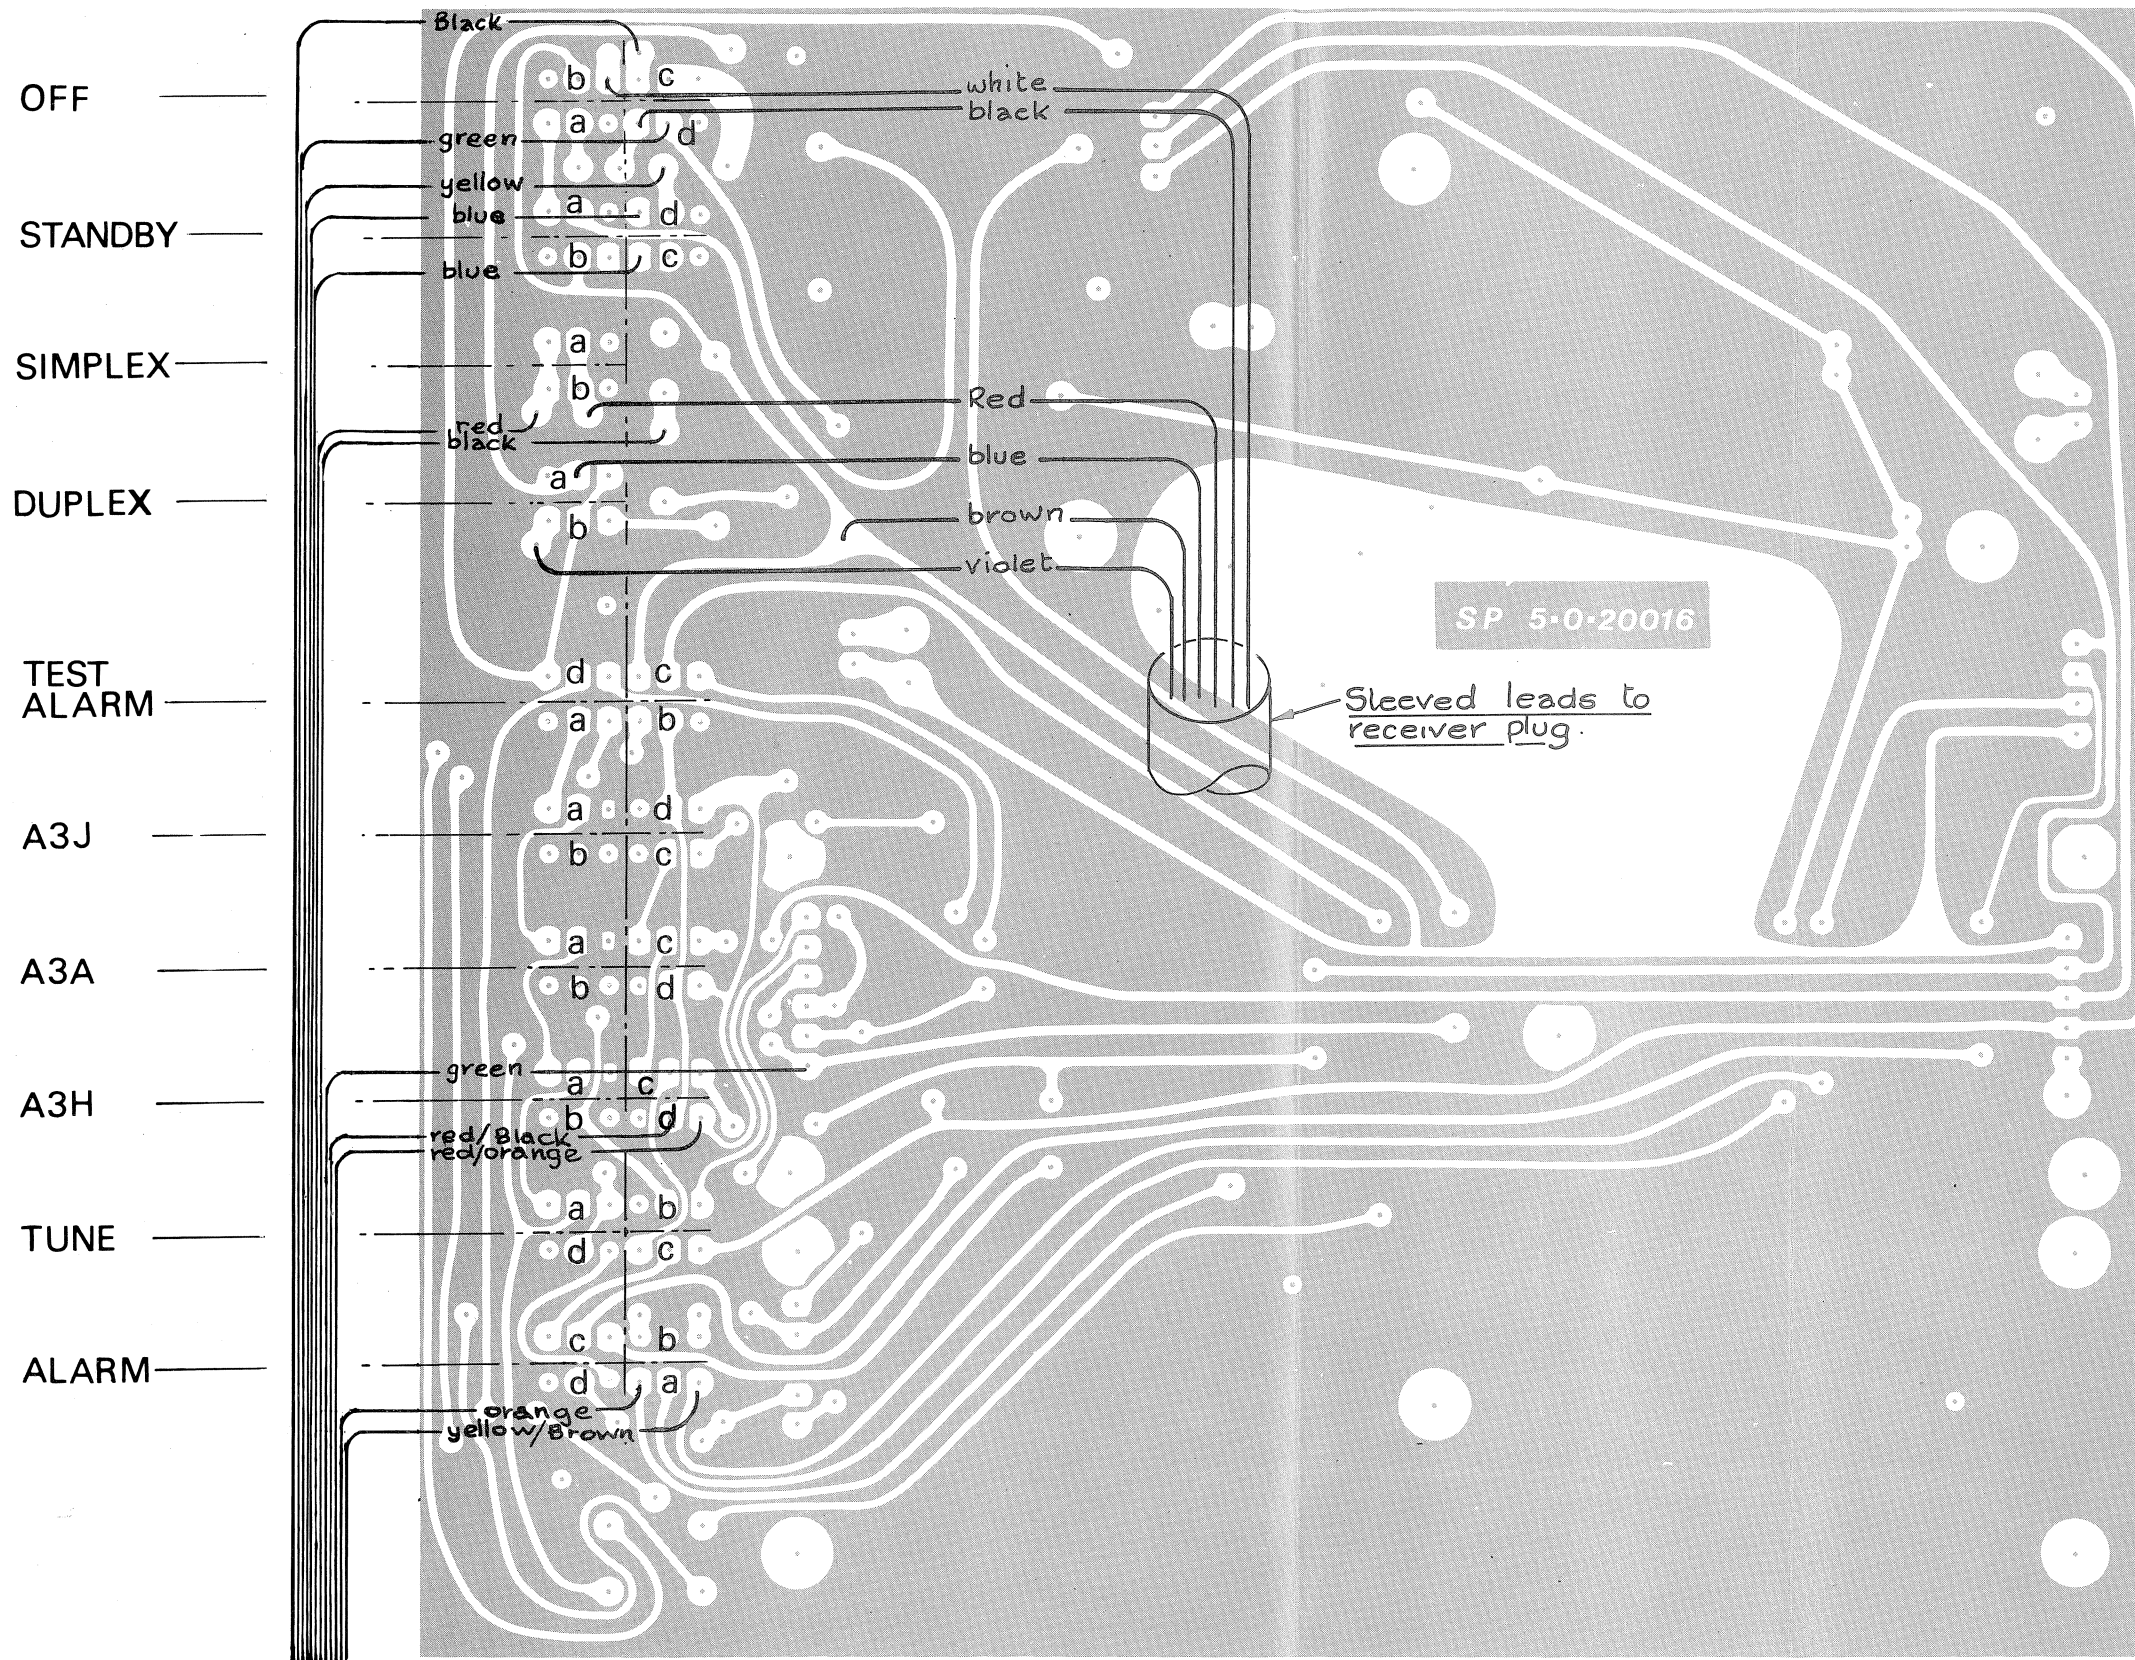 Black
b c
OFF
white
black
a d
green
yellow
a d
blue
STANDBY
b c
blue
a
SIMPLEX
b
Red
red
black
blue
a
DUPLEX
b
brown
violet
SP 5·0·20016
TEST
ALARM
d c
a b
Sleeved leads to
receiver plug.
a d
A3J
b c
a c
A3A
b d
green
a c
A3H
b d
red/Black
red/orange
a b
TUNE
d c
c b
ALARM
d a
orange
yellow/Brown